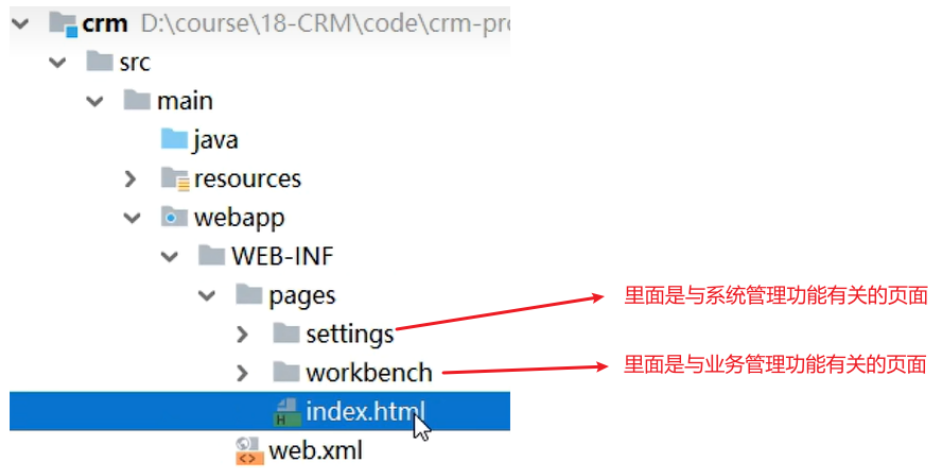 crm D:\course\18-CRM\code\crm-pro
src
main
java
resources
webapp
WEB-INF
pages
settings 里面是与系统管理功能有关的页面
workbench 里面是与业务管理功能有关的页面
index.html
web.xml